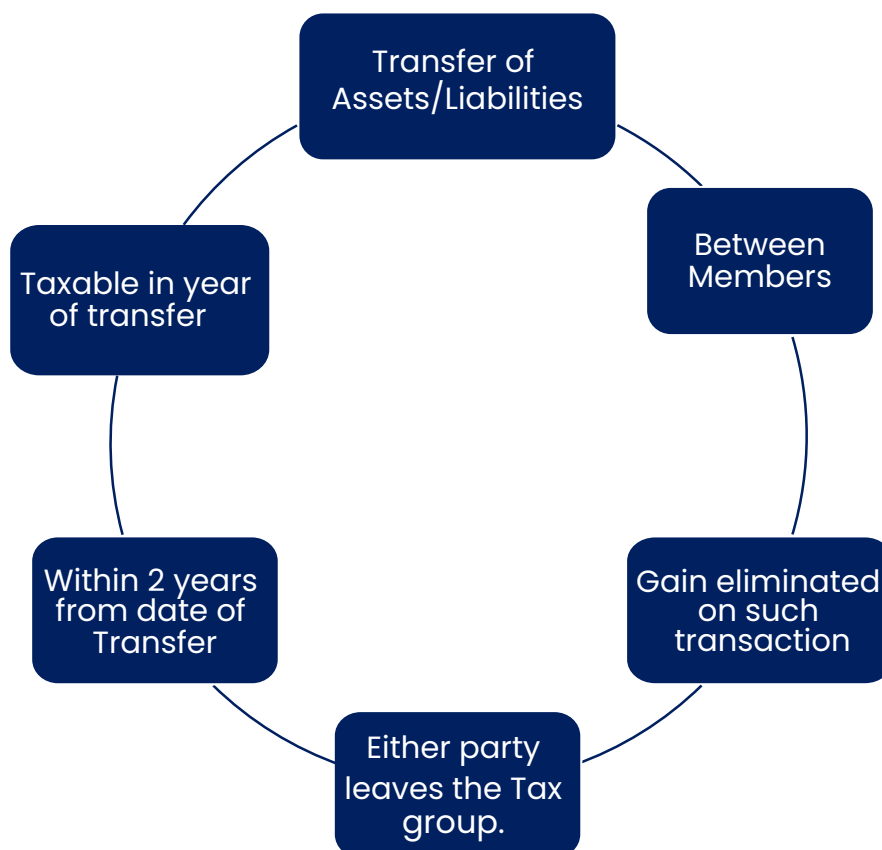 Transfer of
Assets/Liabilities
Between
Members
Gain eliminated
on such
transaction
Either party
leaves the Tax
group.
Within 2 years
from date of
Transfer
Taxable in year
of transfer